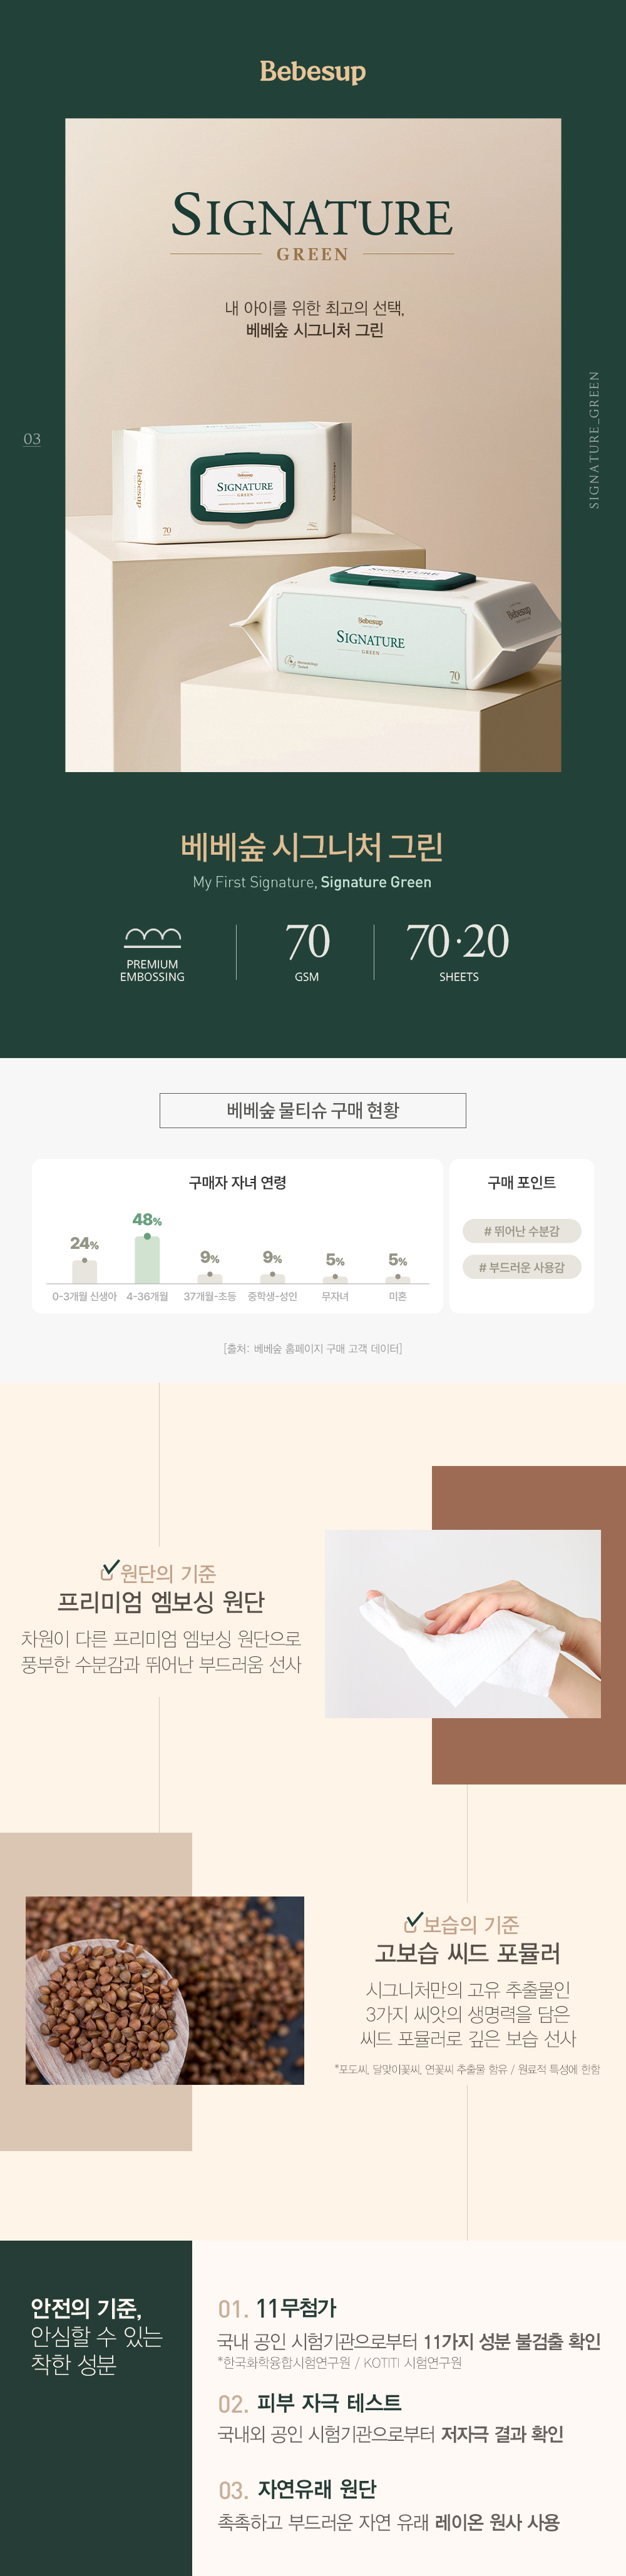 Bebesup
SIGNATURE
GREEN
내 아이를 위한 최고의 선택,
베베숲 시그니처 그린
03
SIGNATURE_GREEN
Bebesup
Bebesup
SIGNATURE
GREEN
70
SIGNATURE
Bebesup
Bebesup
SIGNATURE
GREEN
70
베베숲 시그니처 그린
My First Signature, Signature Green
PREMIUM
EMBOSSING
70
GSM
70·20
SHEETS
베베숲 물티슈 구매 현황
구매자 자녀 연령
24%
48%
9%
9%
5%
5%
0-3개월 신생아
4-36개월
37개월-초등
중학생-성인
무자녀
미혼
구매 포인트
# 뛰어난 수분감
# 부드러운 사용감
[출처: 베베숲 홈페이지 구매 고객 데이터]
원단의 기준
프리미엄 엠보싱 원단
차원이 다른 프리미엄 엠보싱 원단으로
풍부한 수분감과 뛰어난 부드러움 선사
보습의 기준
고보습 씨드 포뮬러
시그니처만의 고유 추출물인
3가지 씨앗의 생명력을 담은
씨드 포뮬러로 깊은 보습 선사
*포도씨, 달맞이꽃씨, 연꽃씨 추출물 함유 / 원료적 특성에 한함
안전의 기준,
안심할 수 있는
착한 성분
01. 11무첨가
국내 공인 시험기관으로부터 11가지 성분 불검출 확인
*한국화학융합시험연구원 / KOTITI 시험연구원
02. 피부 자극 테스트
국내외 공인 시험기관으로부터 저자극 결과 확인
03. 자연유래 원단
촉촉하고 부드러운 자연 유래 레이온 원사 사용